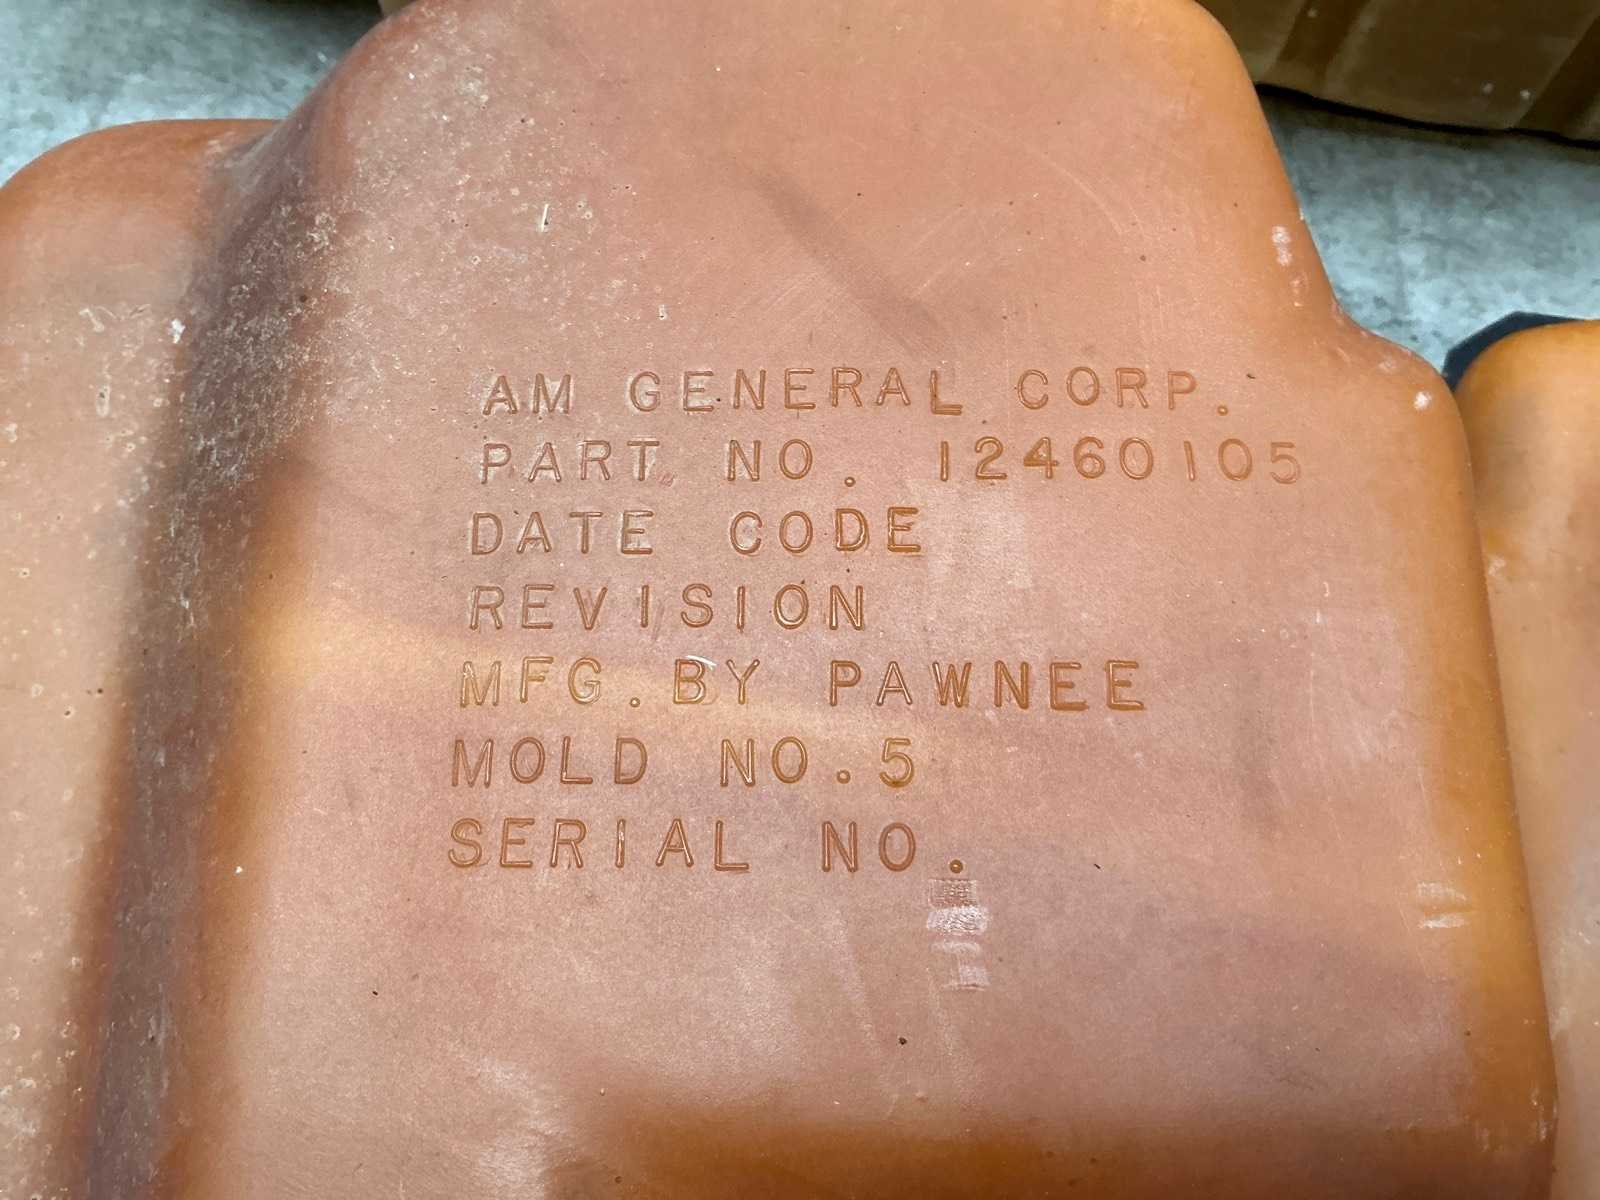 AM GENERAL CORP.
PART NO. 12460105
DATE CODE
REVISION
MFG.BY PAWNEE
MOLD NO.5
SERIAL NO.